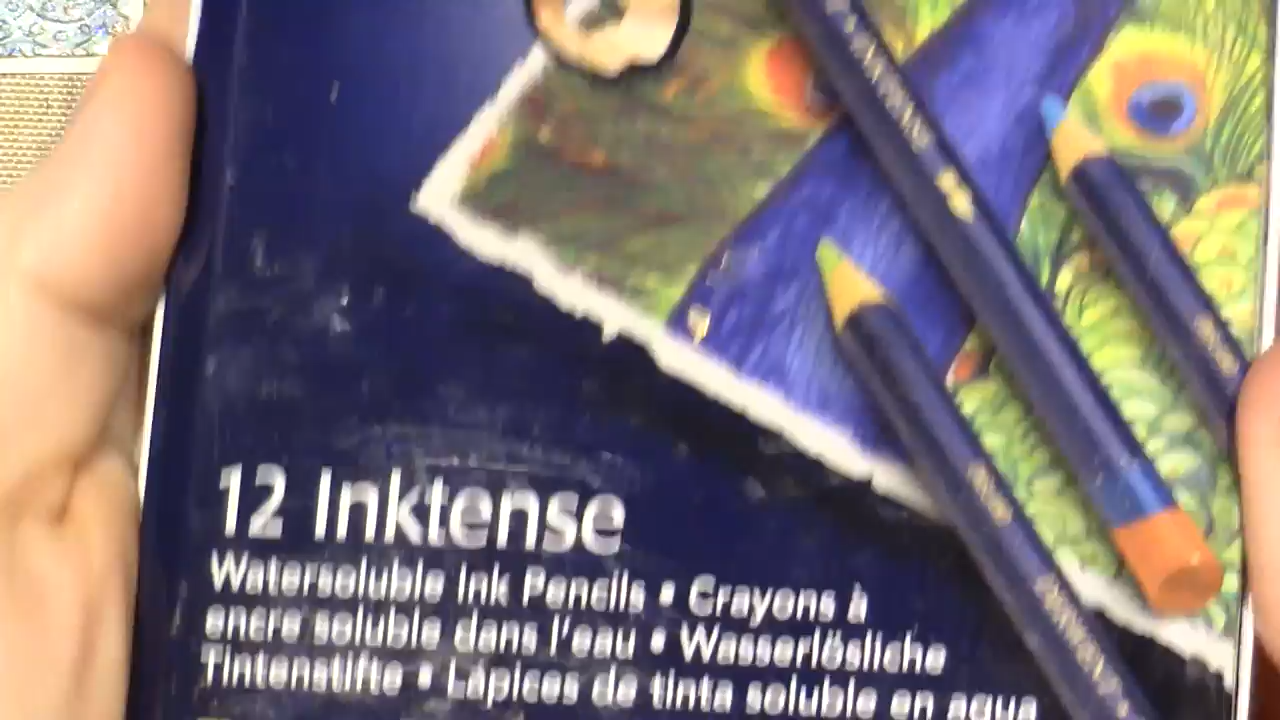 12 Inktense
Watersoluble Ink Pencils • Crayons à
encre soluble dans l'eau • Wasserlösliche
Tintenstifte • Lápices de tinta soluble en agua